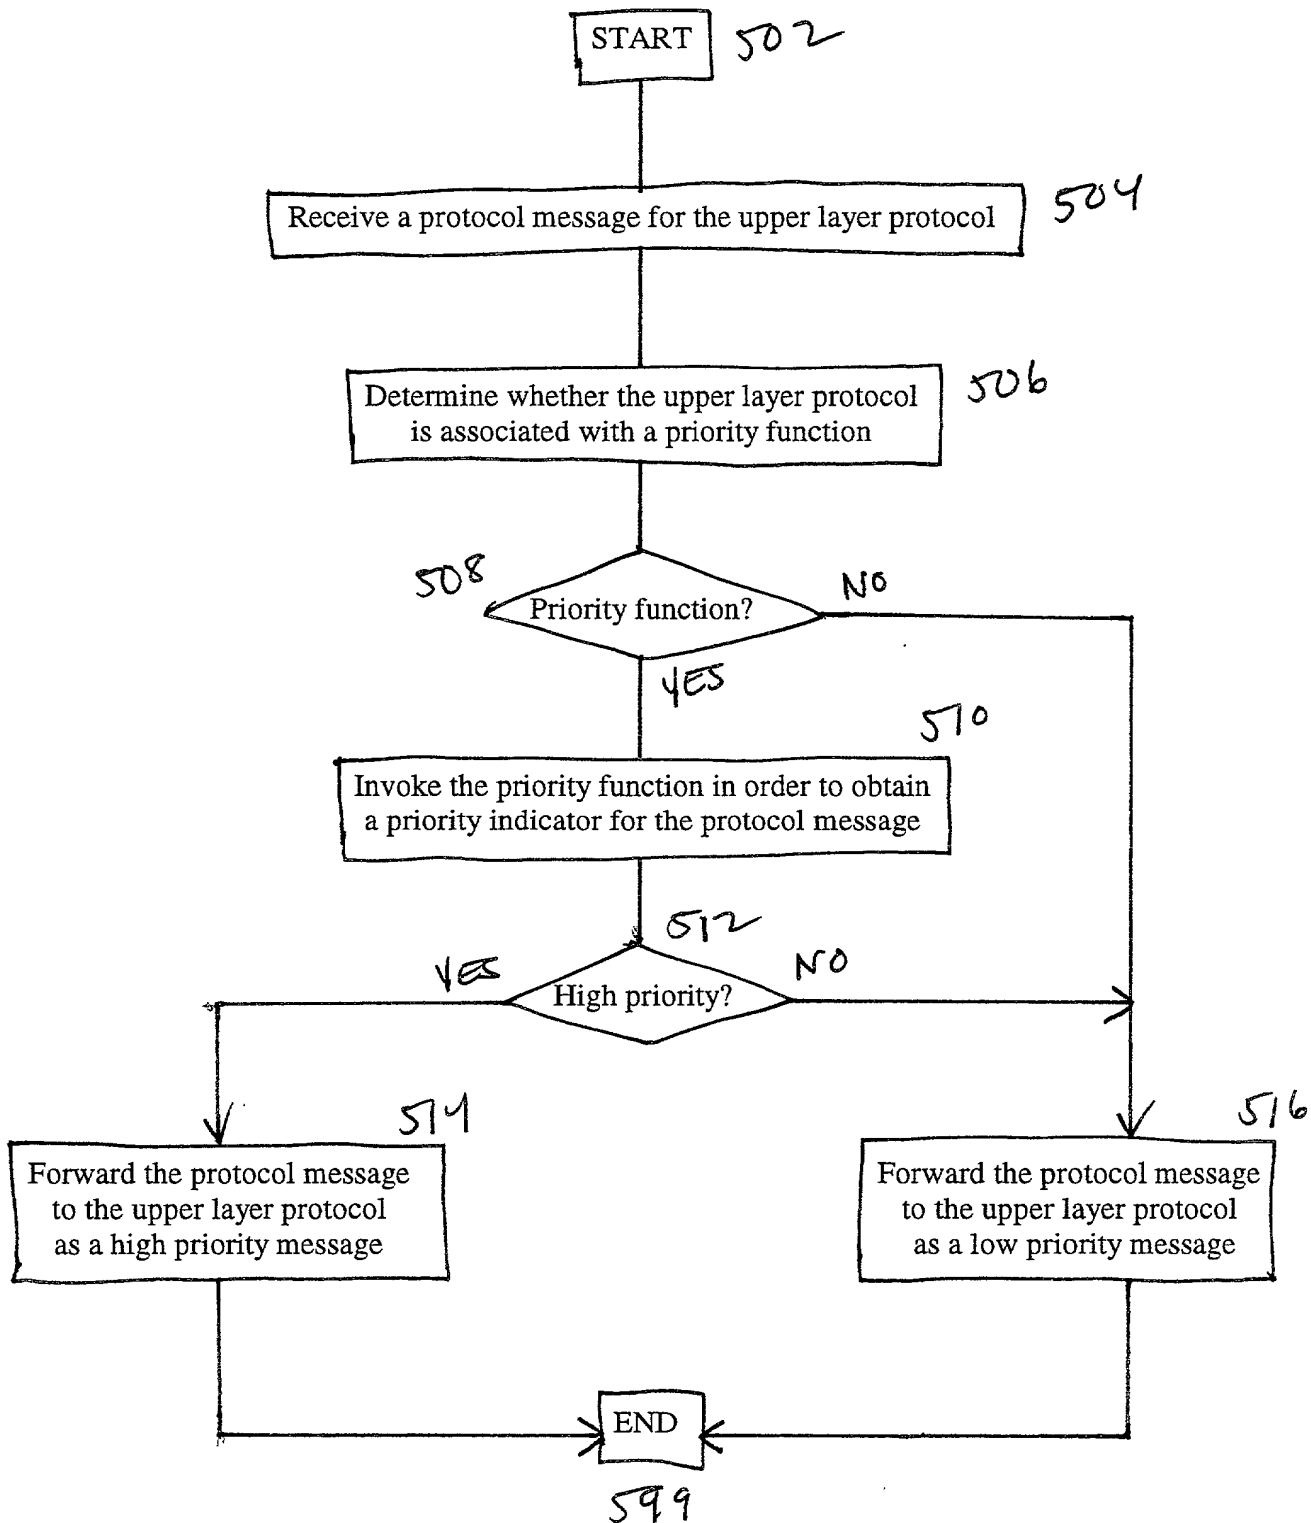 START 502
Receive a protocol message for the upper layer protocol 504
Determine whether the upper layer protocol 506
is associated with a priority function
508
Priority function? NO
YES
510
Invoke the priority function in order to obtain
a priority indicator for the protocol message
512
YES NO
High priority?
514 516
Forward the protocol message
to the upper layer protocol
as a high priority message
Forward the protocol message
to the upper layer protocol
as a low priority message
END
599